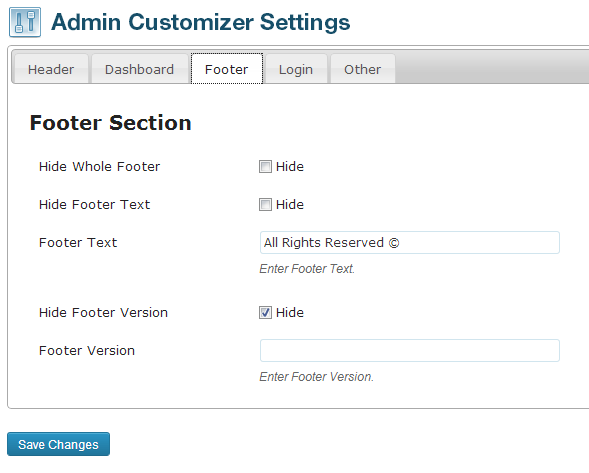 Admin Customizer Settings
Header Dashboard Footer Login Other
Footer Section
Hide Whole Footer Hide
Hide Footer Text Hide
Footer Text All Rights Reserved ©
Enter Footer Text.
Hide Footer Version Hide
Footer Version
Enter Footer Version.
Save Changes